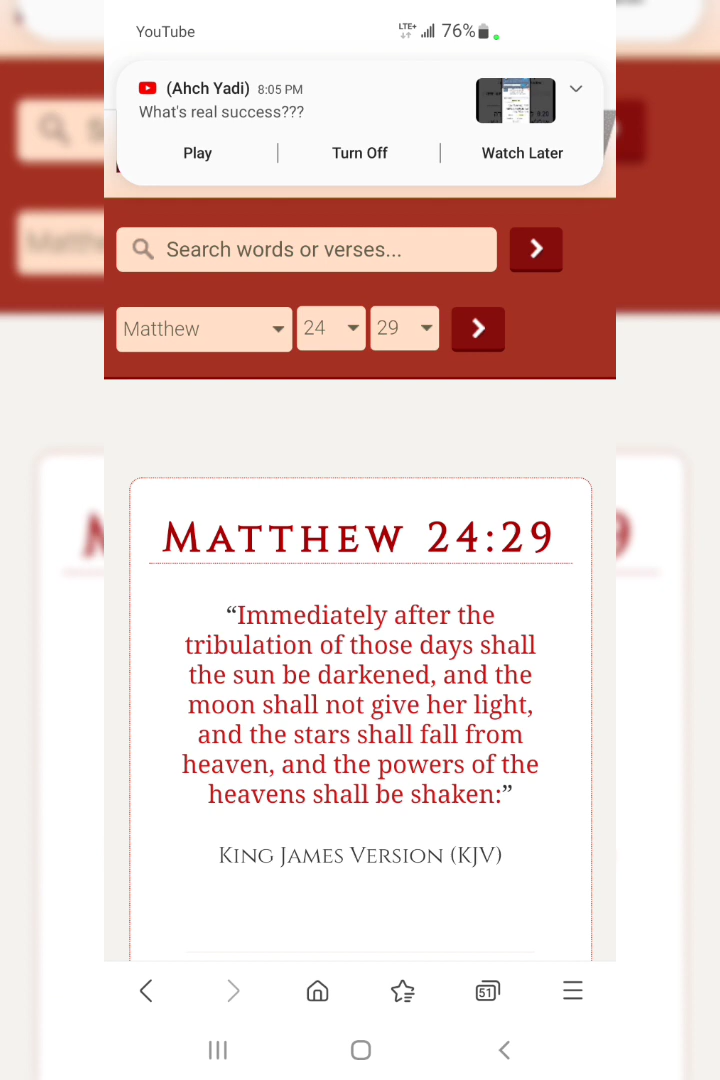 YouTube LTE+ 76%
(Ahch Yadi) 8:05 PM
What's real success???
Play | Turn Off | Watch Later
Search words or verses...
Matthew 24 29
MATTHEW 24:29
“Immediately after the
tribulation of those days shall
the sun be darkened, and the
moon shall not give her light,
and the stars shall fall from
heaven, and the powers of the
heavens shall be shaken:”
KING JAMES VERSION (KJV)
51